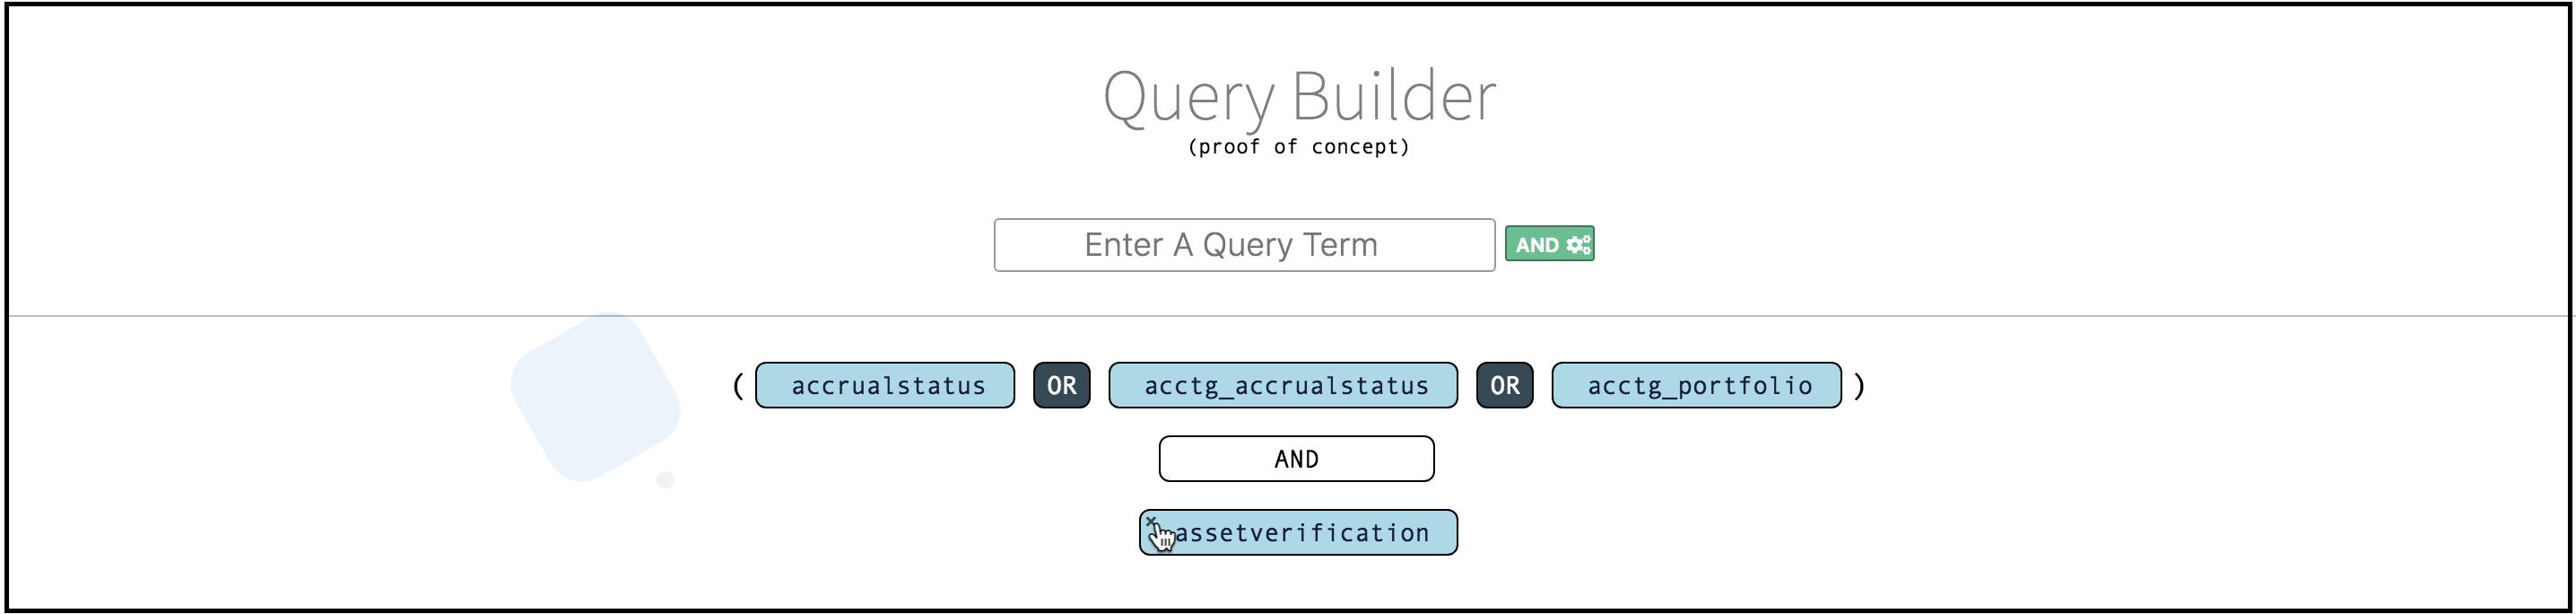 Query Builder
(proof of concept)
Enter A Query Term AND
( accrualstatus OR acctg_accrualstatus OR acctg_portfolio )
AND
× assetverification